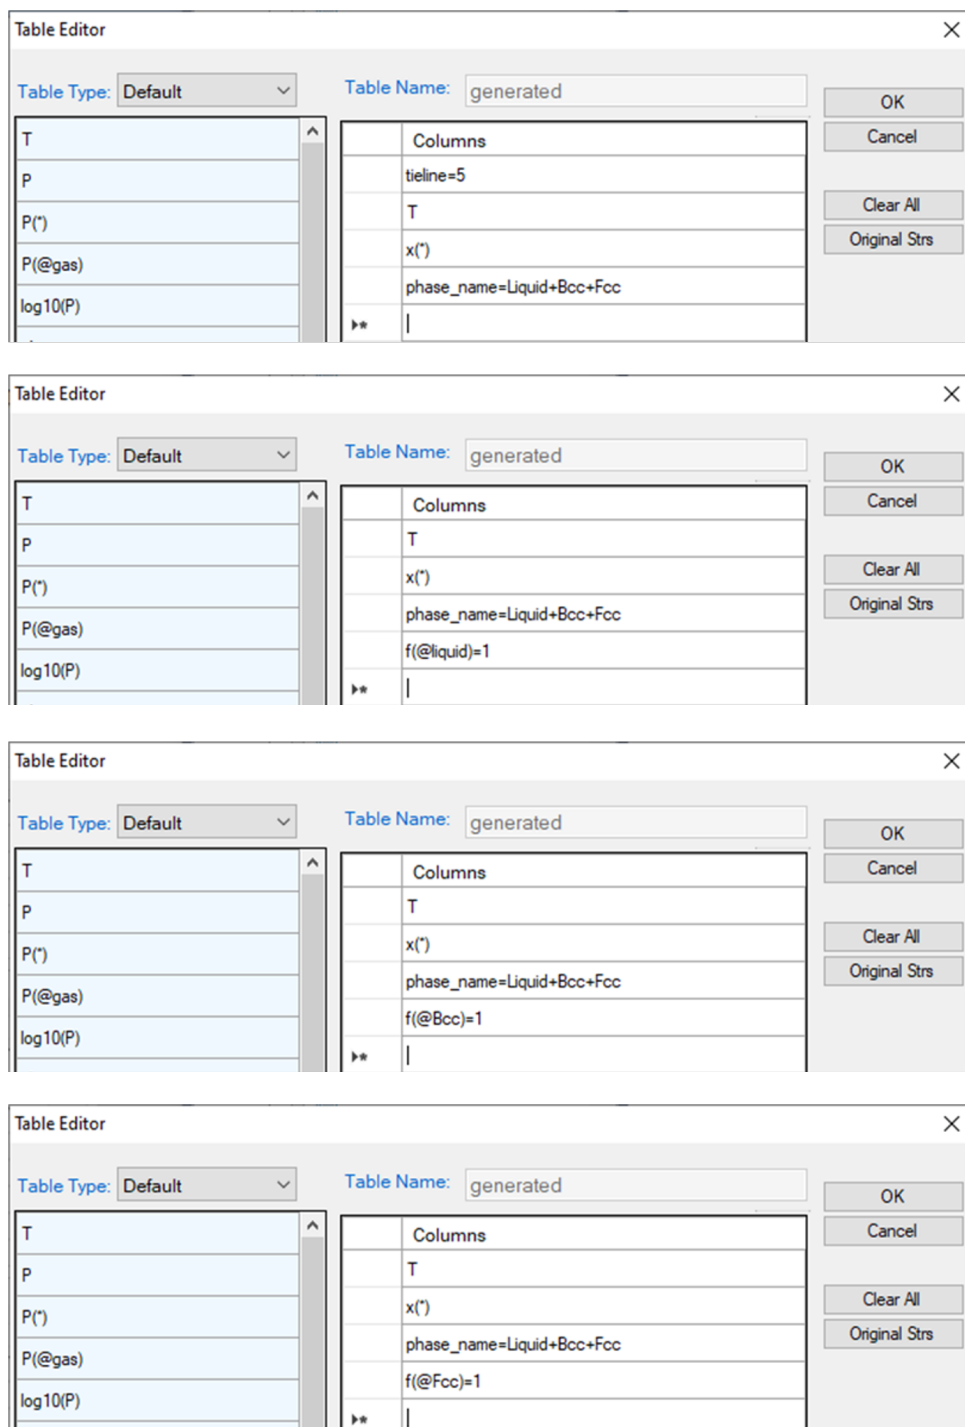 Table Editor
Table Type: Default
Table Name: generated
OK
Cancel
Clear All
Original Strs
T
P
P(*)
P(@gas)
log10(P)
Columns
tieline=5
T
x(*)
phase_name=Liquid+Bcc+Fcc
Table Editor
Table Type: Default
Table Name: generated
OK
Cancel
Clear All
Original Strs
T
P
P(*)
P(@gas)
log10(P)
Columns
T
x(*)
phase_name=Liquid+Bcc+Fcc
f(@liquid)=1
Table Editor
Table Type: Default
Table Name: generated
OK
Cancel
Clear All
Original Strs
T
P
P(*)
P(@gas)
log10(P)
Columns
T
x(*)
phase_name=Liquid+Bcc+Fcc
f(@Bcc)=1
Table Editor
Table Type: Default
Table Name: generated
OK
Cancel
Clear All
Original Strs
T
P
P(*)
P(@gas)
log10(P)
Columns
T
x(*)
phase_name=Liquid+Bcc+Fcc
f(@Fcc)=1